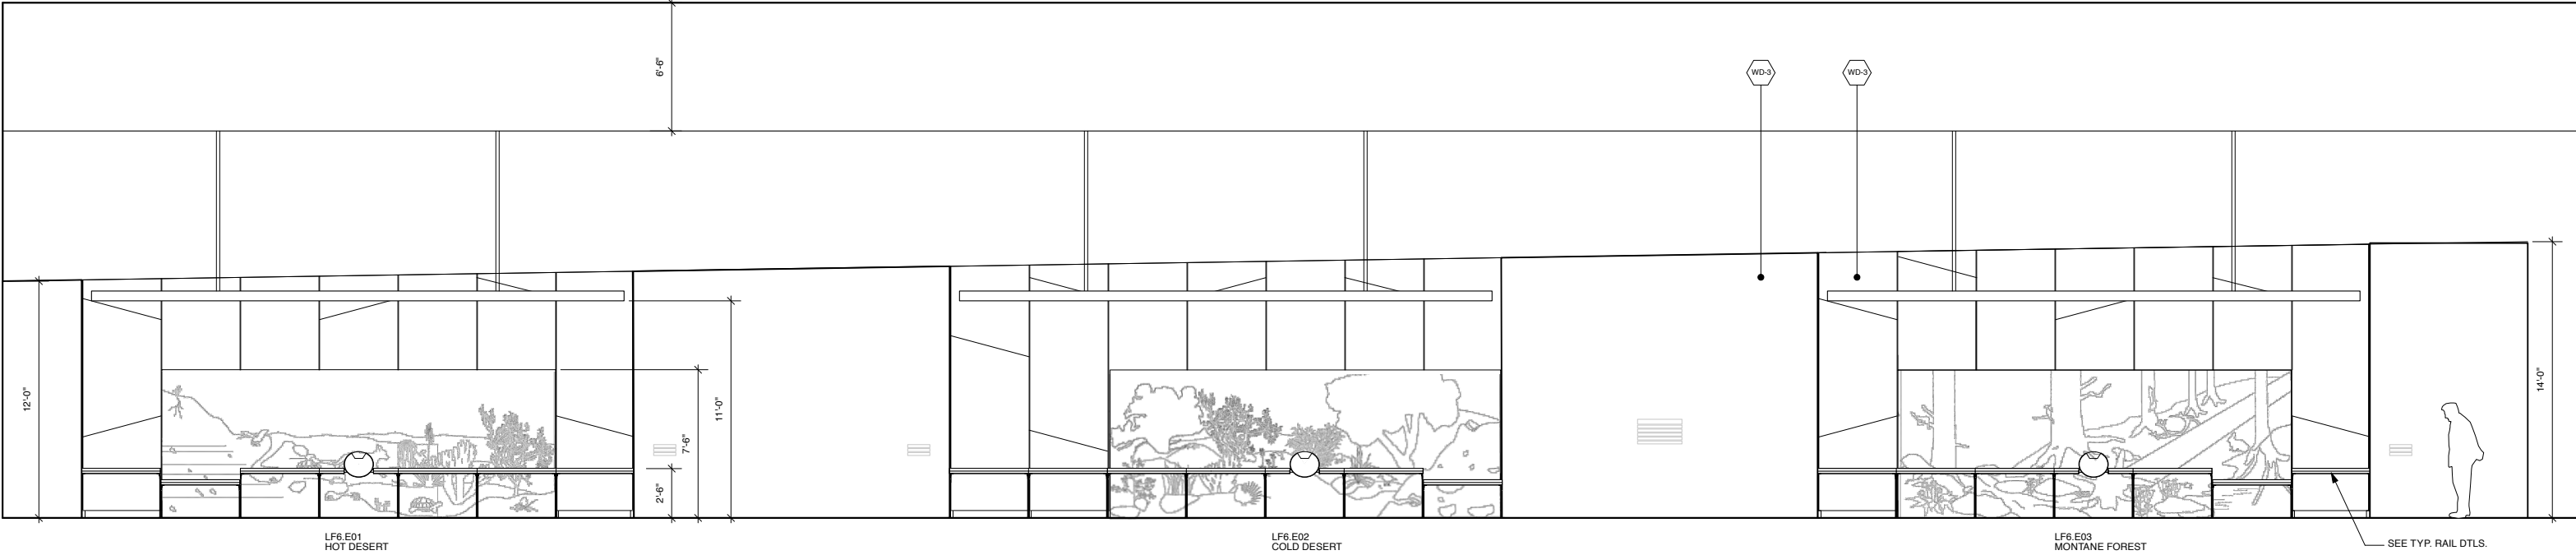 6'-6"
WD-3
WD-3
12'-0"
11'-0"
7'-6"
2'-6"
14'-0"
LF6.E01
HOT DESERT
LF6.E02
COLD DESERT
LF6.E03
MONTANE FOREST
SEE TYP. RAIL DTLS.